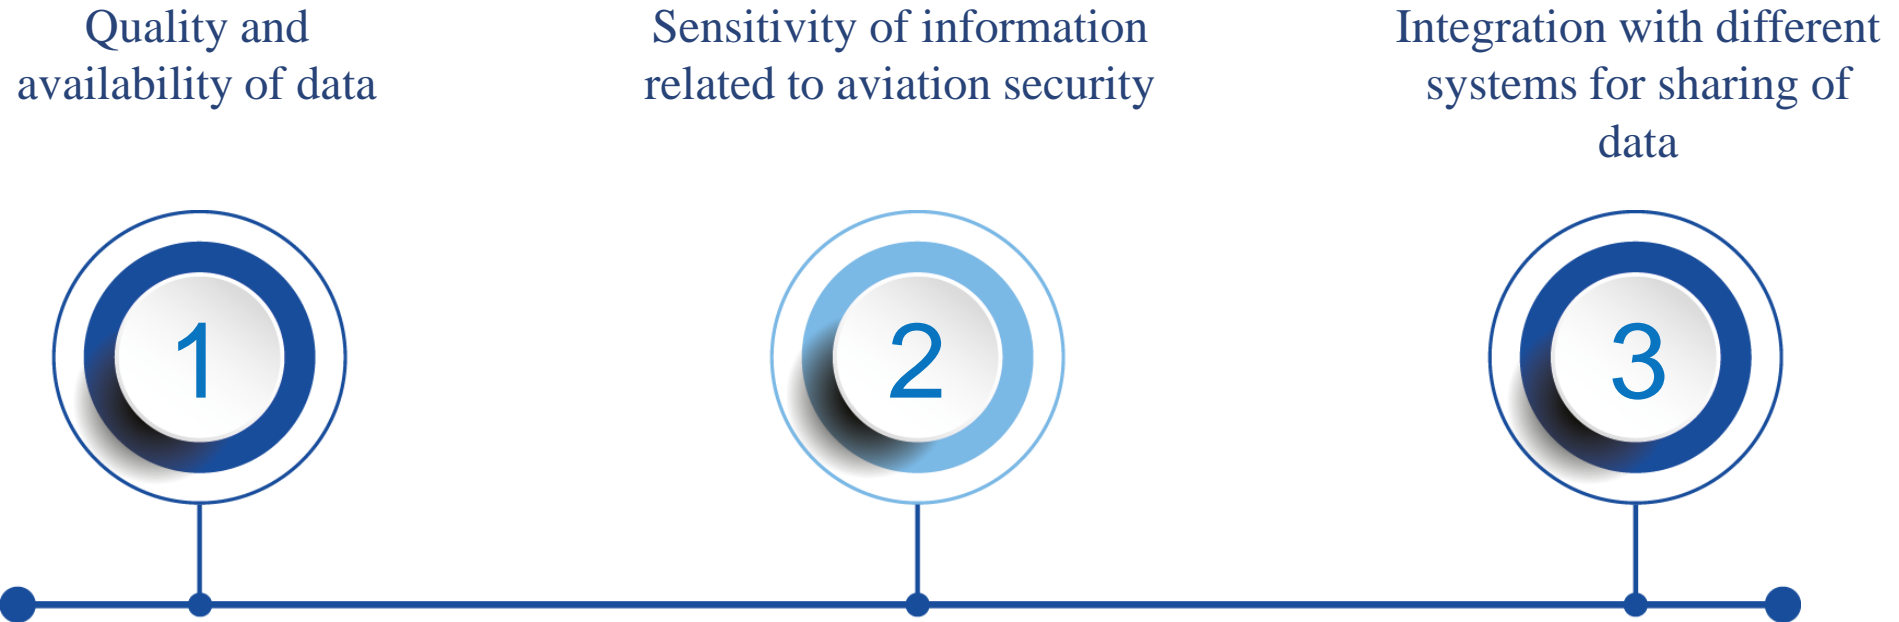 Quality and
availability of data
Sensitivity of information
related to aviation security
Integration with different
systems for sharing of
data
1
2
3